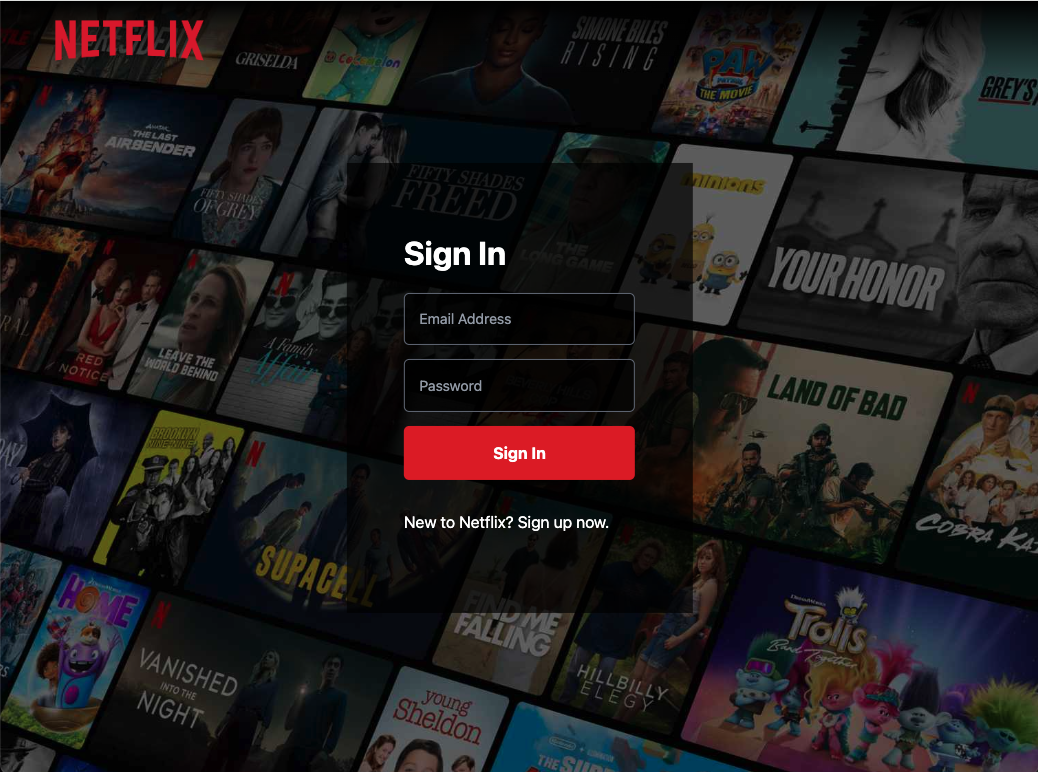 NETFLIX
GRISELDA
Cocomelon
SIMONE BILES
RISING
PAW
PATROL
THE MOVIE
GREY'S
AVATAR
THE LAST
AIRBENDER
FIFTY SHADES
OF GREY
FIFTY SHADES
FREED
THE
LONG GAME
minions
YOUR HONOR
RED
NOTICE
LEAVE THE
WORLD BEHIND
A Family
Affair
LAND OF BAD
Sign In
Email Address
Password
Sign In
New to Netflix? Sign up now.
BROOKLYN
NINE-NINE
SUPACELL
COBRA KAI
HOME
VANISHED
INTO THE
NIGHT
FIND ME
FALLING
HILLBILLY
ELEGY
DREAMWORKS
Trolls
Band Together
young
Sheldon
Nintendo
ILLUMINATION
THE SUPER